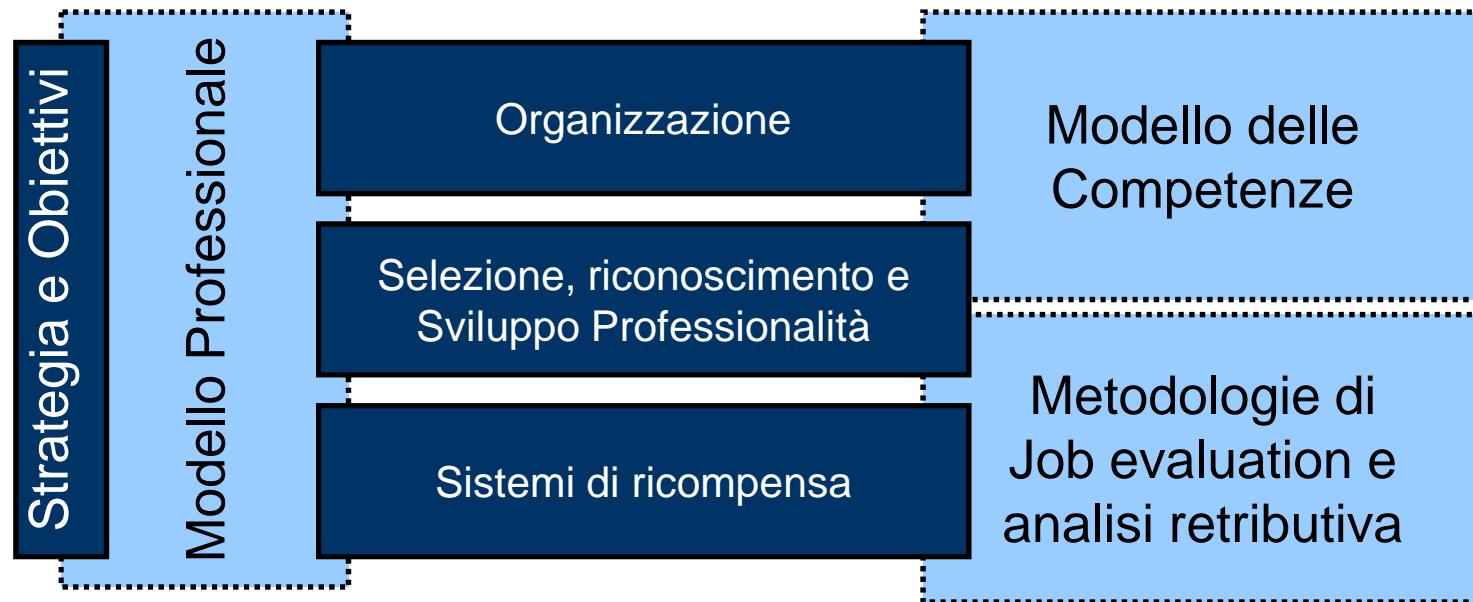 Strategia e Obiettivi
Modello Professionale
Organizzazione
Selezione, riconoscimento e
Sviluppo Professionalità
Sistemi di ricompensa
Modello delle
Competenze
Metodologie di
Job evaluation e
analisi retributiva